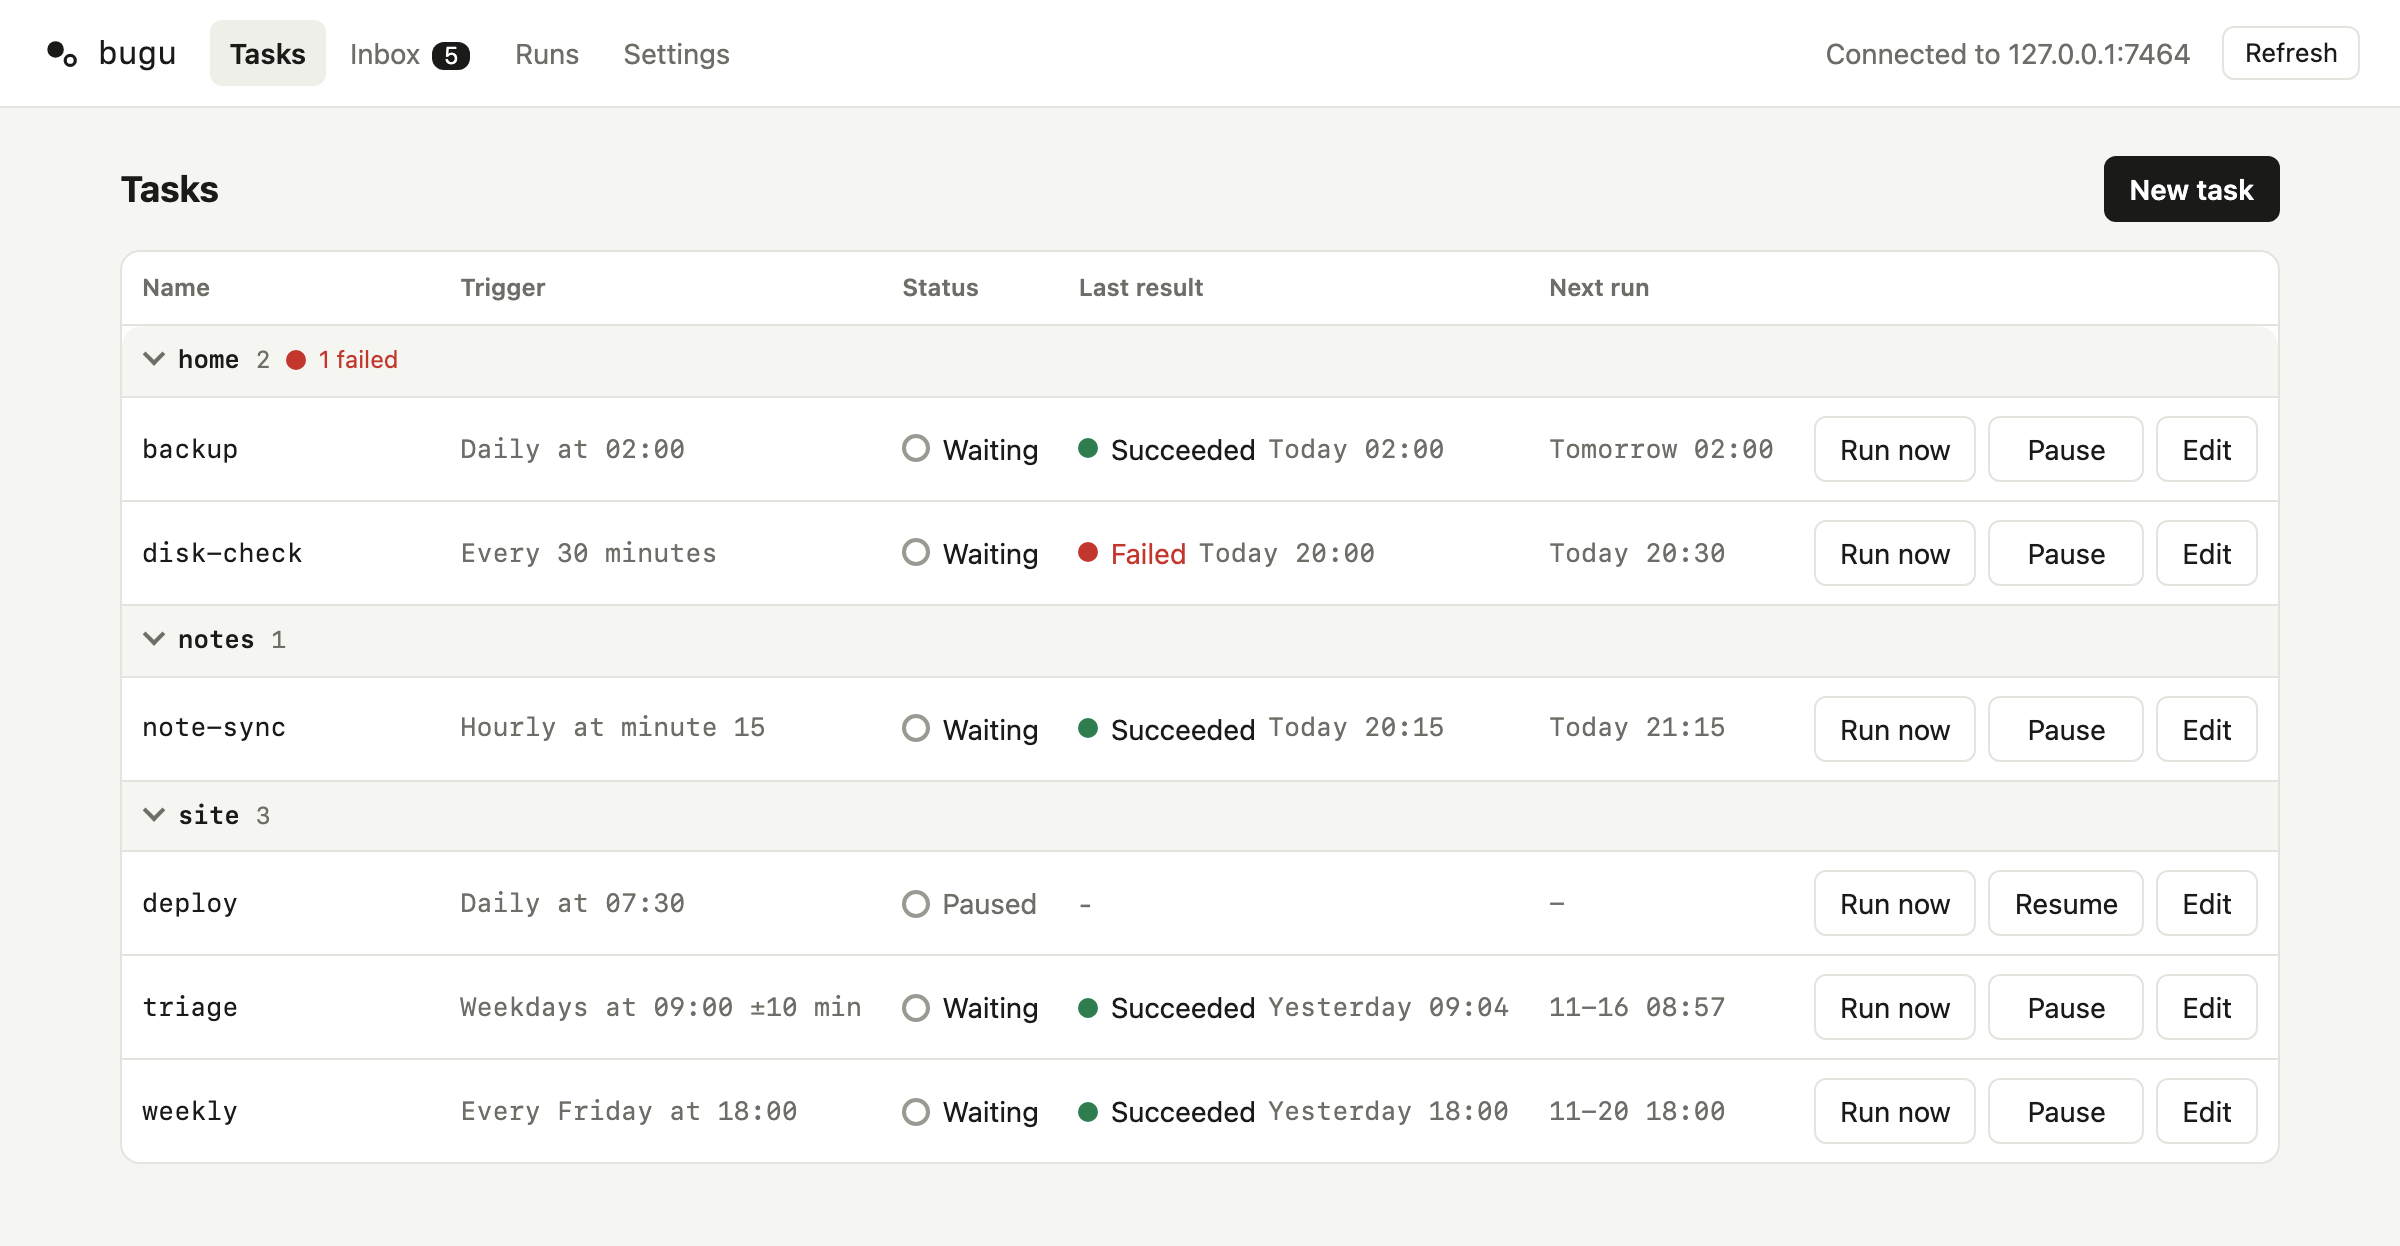 bugu Tasks Inbox 5 Runs Settings Connected to 127.0.0.1:7464 Refresh
Tasks New task
Name Trigger Status Last result Next run
home 2 1 failed
backup Daily at 02:00 Waiting Succeeded Today 02:00 Tomorrow 02:00 Run now Pause Edit
disk-check Every 30 minutes Waiting Failed Today 20:00 Today 20:30 Run now Pause Edit
notes 1
note-sync Hourly at minute 15 Waiting Succeeded Today 20:15 Today 21:15 Run now Pause Edit
site 3
deploy Daily at 07:30 Paused - - Run now Resume Edit
triage Weekdays at 09:00 ±10 min Waiting Succeeded Yesterday 09:04 11-16 08:57 Run now Pause Edit
weekly Every Friday at 18:00 Waiting Succeeded Yesterday 18:00 11-20 18:00 Run now Pause Edit